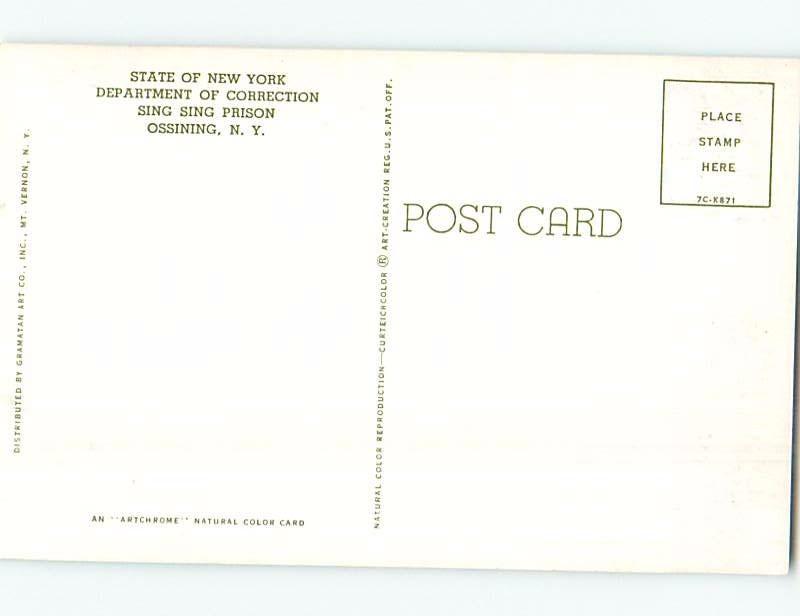 STATE OF NEW YORK
DEPARTMENT OF CORRECTION
SING SING PRISON
OSSINING, N. Y.
DISTRIBUTED BY GRAMATAN ART CO., INC., MT. VERNON, N. Y.
AN "ARTCHROME" NATURAL COLOR CARD
NATURAL COLOR REPRODUCTION—CURTEICHCOLOR ® ART-CREATION REG.U.S.PAT.OFF.
POST CARD
PLACE
STAMP
HERE
7C-K871